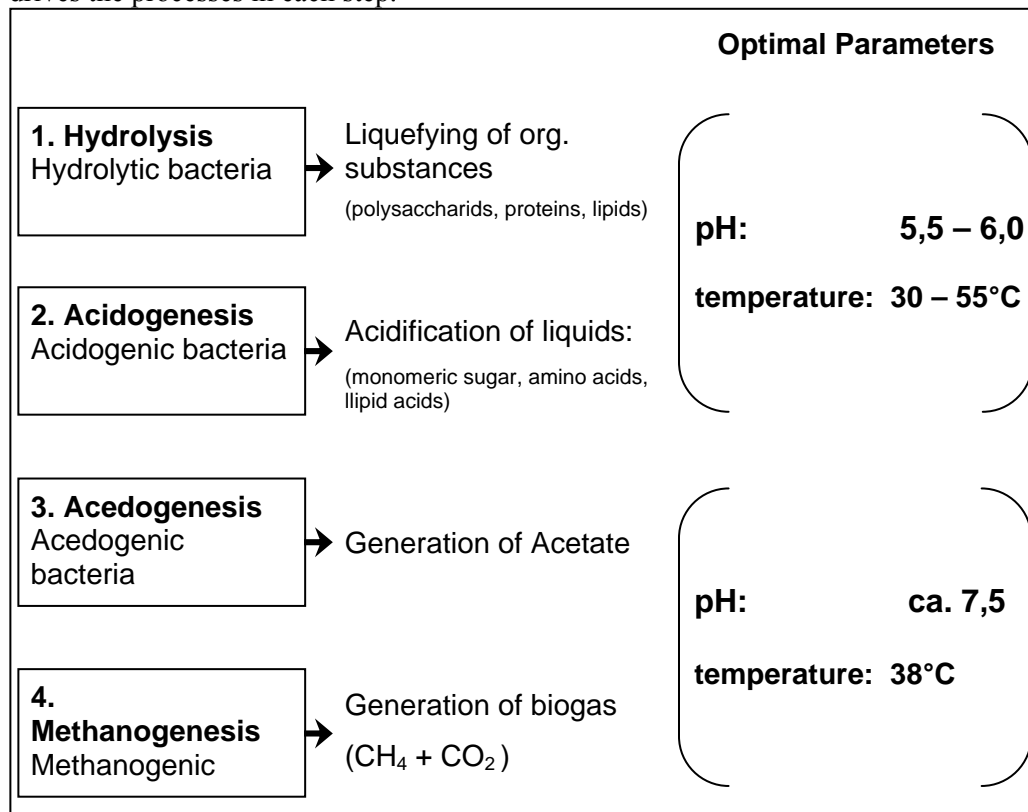 drives the processes in each step.
Optimal Parameters
1. Hydrolysis
Hydrolytic bacteria
Liquefying of org.
substances
(polysaccharids, proteins, lipids)
pH: 5,5 – 6,0
temperature: 30 – 55°C
2. Acidogenesis
Acidogenic bacteria
Acidification of liquids:
(monomeric sugar, amino acids,
llipid acids)
3. Acedogenesis
Acedogenic
bacteria
Generation of Acetate
pH: ca. 7,5
temperature: 38°C
4.
Methanogenesis
Methanogenic
Generation of biogas
(CH₄ + CO₂ )